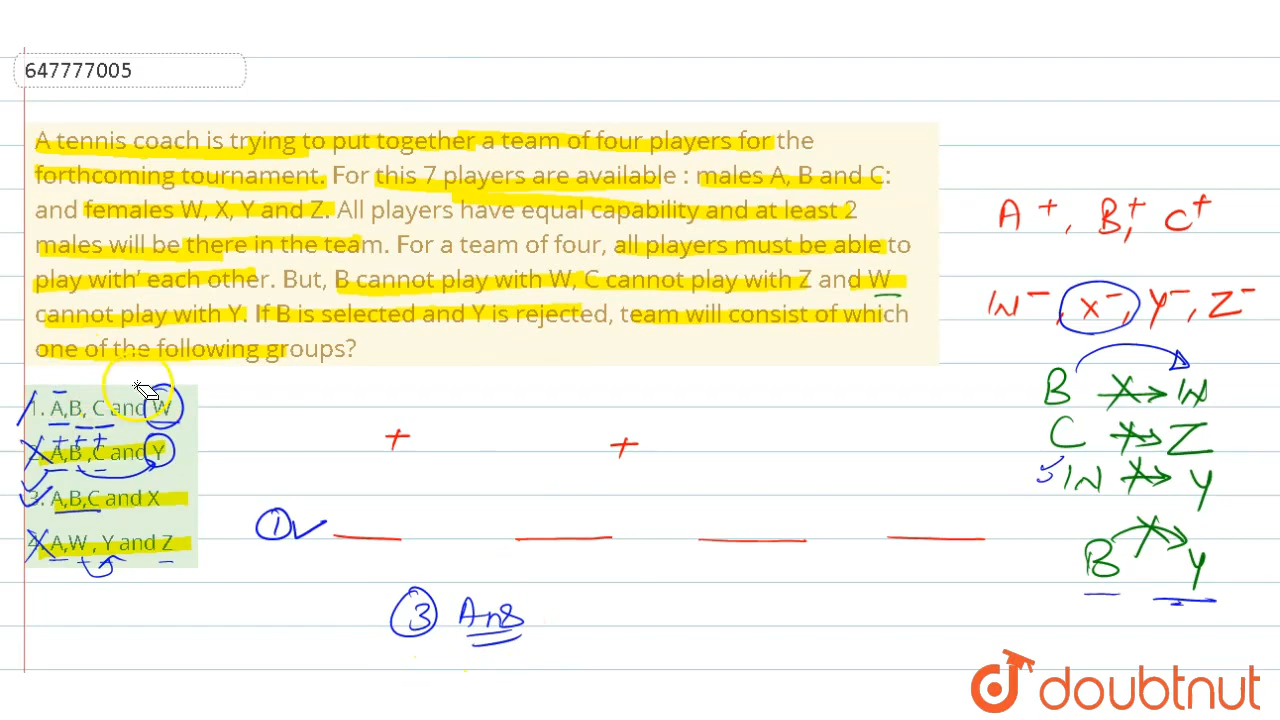 647777005
A tennis coach is trying to put together a team of four players for the
forthcoming tournament. For this 7 players are available : males A, B and C:
and females W, X, Y and Z. All players have equal capability and at least 2
males will be there in the team. For a team of four, all players must be able to
play with’ each other. But, B cannot play with W, C cannot play with Z and W
cannot play with Y. If B is selected and Y is rejected, team will consist of which
one of the following groups?
1. A,B, C and W
+ + +
2. A,B ,C and Y
3. A,B,C and X
4. A,W , Y and Z
+ +
① ✓
③ Ans
A+, B+, C+
W-, X-, Y-, Z-
B X→ W
C X→ Z
W X→ Y
B X→ Y
doubtnut